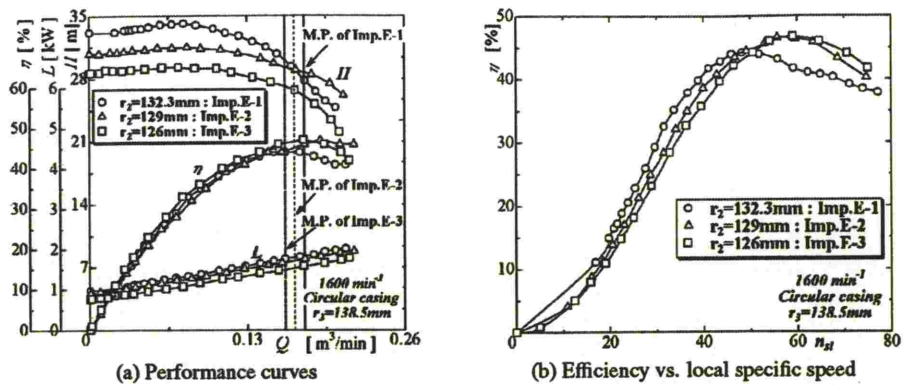 (a)
η [ % ]
L [ kW ]
H [ m ]
35
28
21
14
7
0
60
50
40
30
20
10
0
6
5
4
3
2
1
0
M.P. of Imp.E-1
H
r2=132.3mm : Imp.E-1
r2=129mm : Imp.E-2
r2=126mm : Imp.E-3
η
M.P. of Imp.E-2
M.P. of Imp.E-3
L
1600 min-1
Circular casing
r3=138.5mm
0 0.13 0.26
Q [ m3/min ]
(a) Performance curves
η [%]
50
40
30
20
10
0
r2=132.3mm : Imp.E-1
r2=129mm : Imp.E-2
r2=126mm : Imp.E-3
1600 min-1
Circular casing
r3=138.5mm
0 20 40 60 80
nsl
(b) Efficiency vs. local specific speed